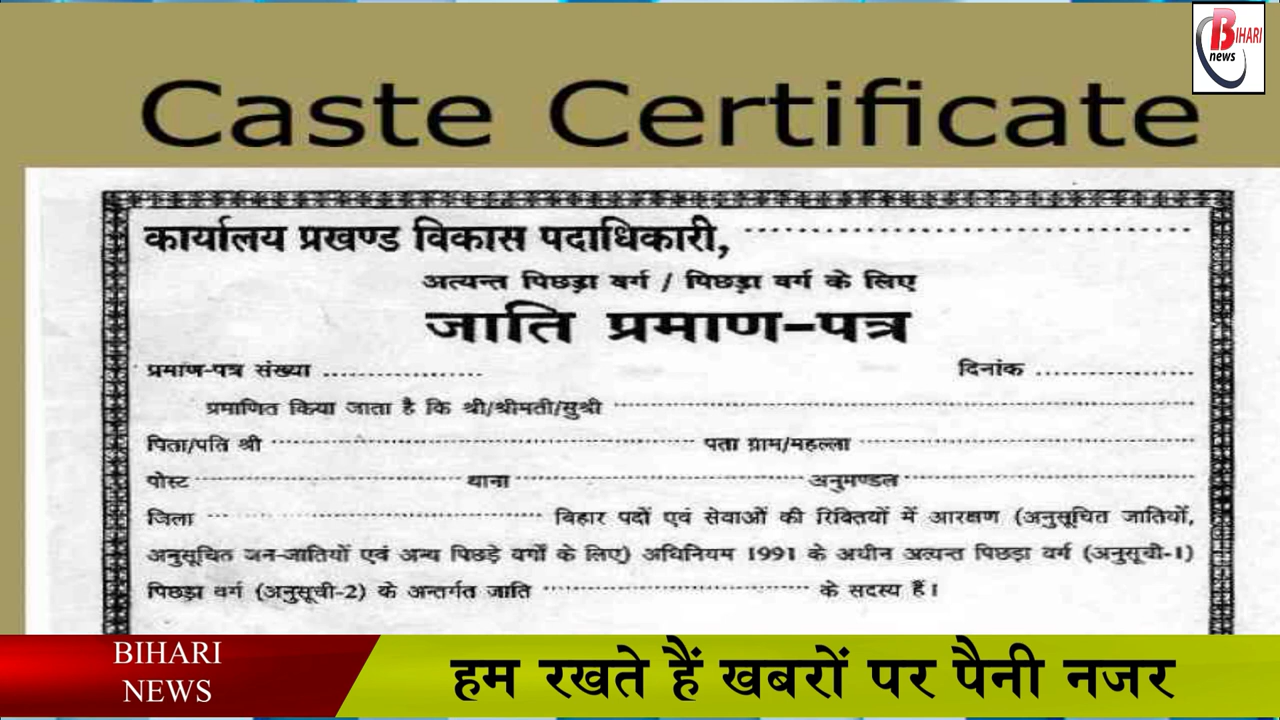 BIHARI
news
Caste Certificate
कार्यालय प्रखण्ड विकास पदाधिकारी, ..............................
अत्यन्त पिछड़ा वर्ग / पिछड़ा वर्ग के लिए
जाति प्रमाण-पत्र
प्रमाण-पत्र संख्या .................. दिनांक ..................
प्रमाणित किया जाता है कि श्री/श्रीमती/सुश्री ..............................
पिता/पति श्री .............................. पता ग्राम/महल्ला ..............................
पोस्ट .............................. थाना .............................. अनुमण्डल ..............................
जिला .............................. बिहार पदों एवं सेवाओं की रिक्तियों में आरक्षण (अनुसूचित जातियों,
अनुसूचित जन-जातियों एवं अन्य पिछड़े वर्गों के लिए) अधिनियम 1991 के अधीन अत्यन्त पिछड़ा वर्ग (अनुसूची-1)
पिछड़ा वर्ग (अनुसूची-2) के अन्तर्गत जाति .............................. के सदस्य हैं।
BIHARI
NEWS
हम रखते हैं खबरों पर पैनी नजर